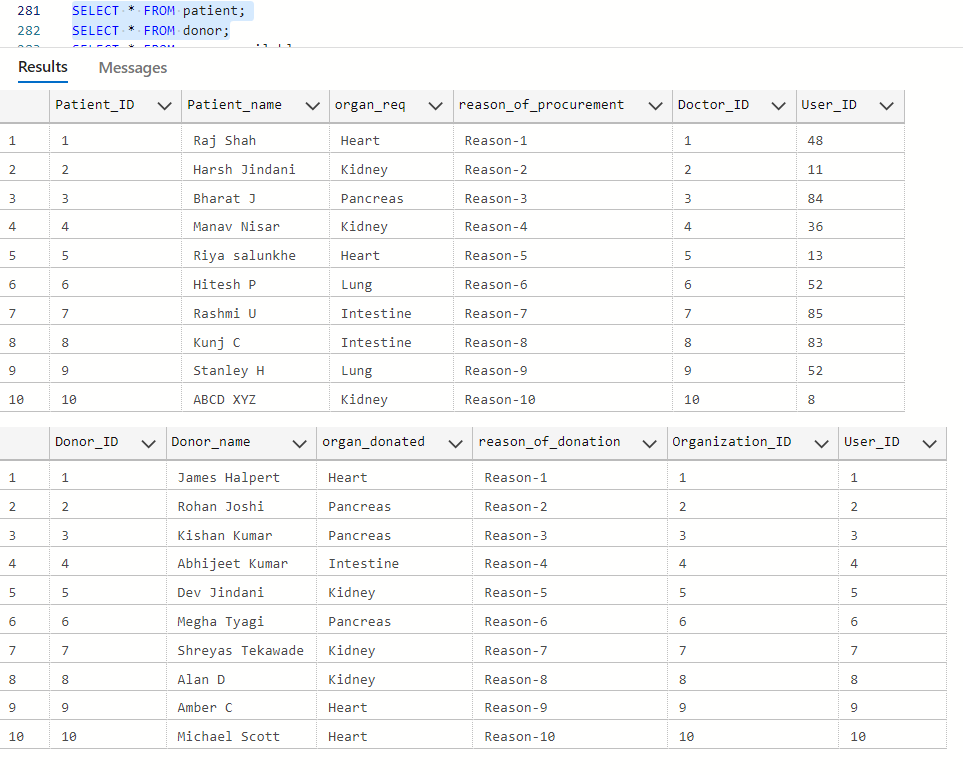 281 SELECT * FROM patient;
282 SELECT * FROM donor;
Results Messages
Patient_ID Patient_name organ_req reason_of_procurement Doctor_ID User_ID
1 1 Raj Shah Heart Reason-1 1 48
2 2 Harsh Jindani Kidney Reason-2 2 11
3 3 Bharat J Pancreas Reason-3 3 84
4 4 Manav Nisar Kidney Reason-4 4 36
5 5 Riya salunkhe Heart Reason-5 5 13
6 6 Hitesh P Lung Reason-6 6 52
7 7 Rashmi U Intestine Reason-7 7 85
8 8 Kunj C Intestine Reason-8 8 83
9 9 Stanley H Lung Reason-9 9 52
10 10 ABCD XYZ Kidney Reason-10 10 8
Donor_ID Donor_name organ_donated reason_of_donation Organization_ID User_ID
1 1 James Halpert Heart Reason-1 1 1
2 2 Rohan Joshi Pancreas Reason-2 2 2
3 3 Kishan Kumar Pancreas Reason-3 3 3
4 4 Abhijeet Kumar Intestine Reason-4 4 4
5 5 Dev Jindani Kidney Reason-5 5 5
6 6 Megha Tyagi Pancreas Reason-6 6 6
7 7 Shreyas Tekawade Kidney Reason-7 7 7
8 8 Alan D Kidney Reason-8 8 8
9 9 Amber C Heart Reason-9 9 9
10 10 Michael Scott Heart Reason-10 10 10